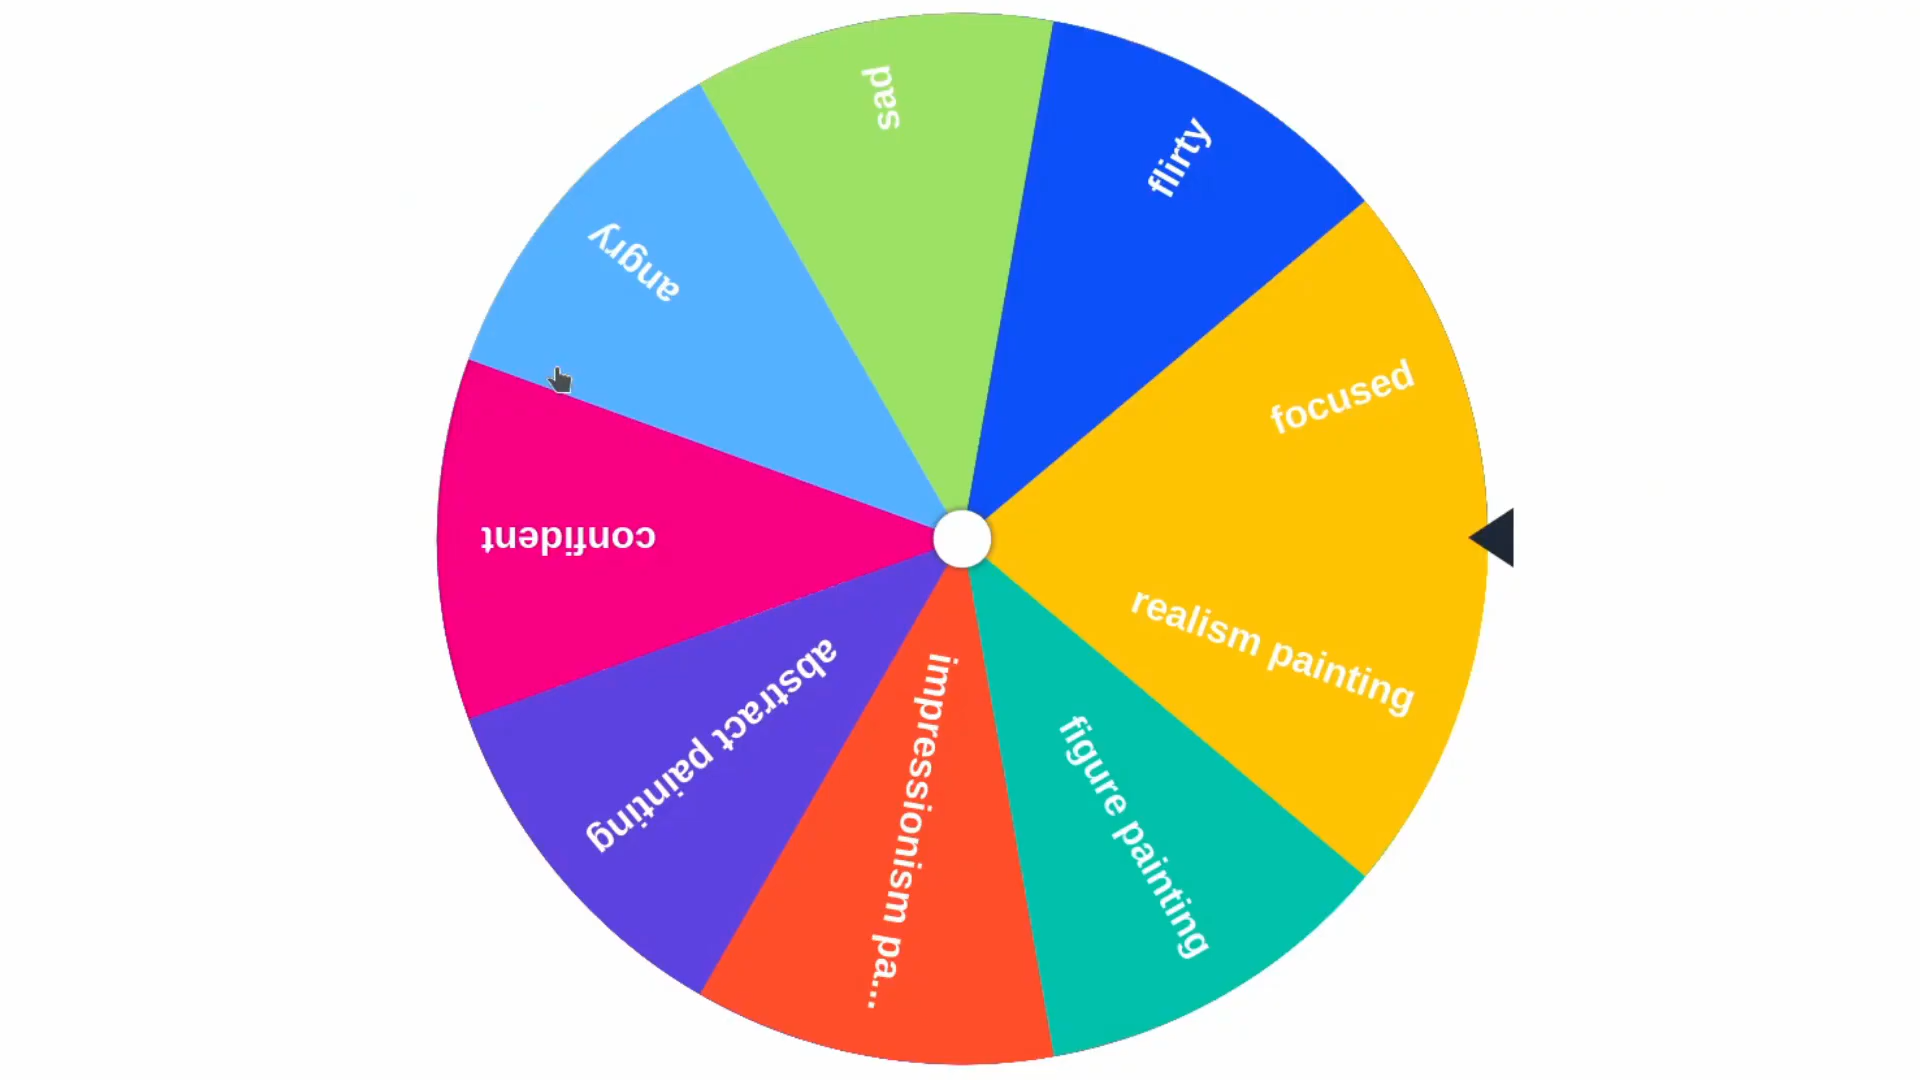 sad
flirty
focused
realism painting
figure painting
impressionism pa...
abstract painting
confident
angry